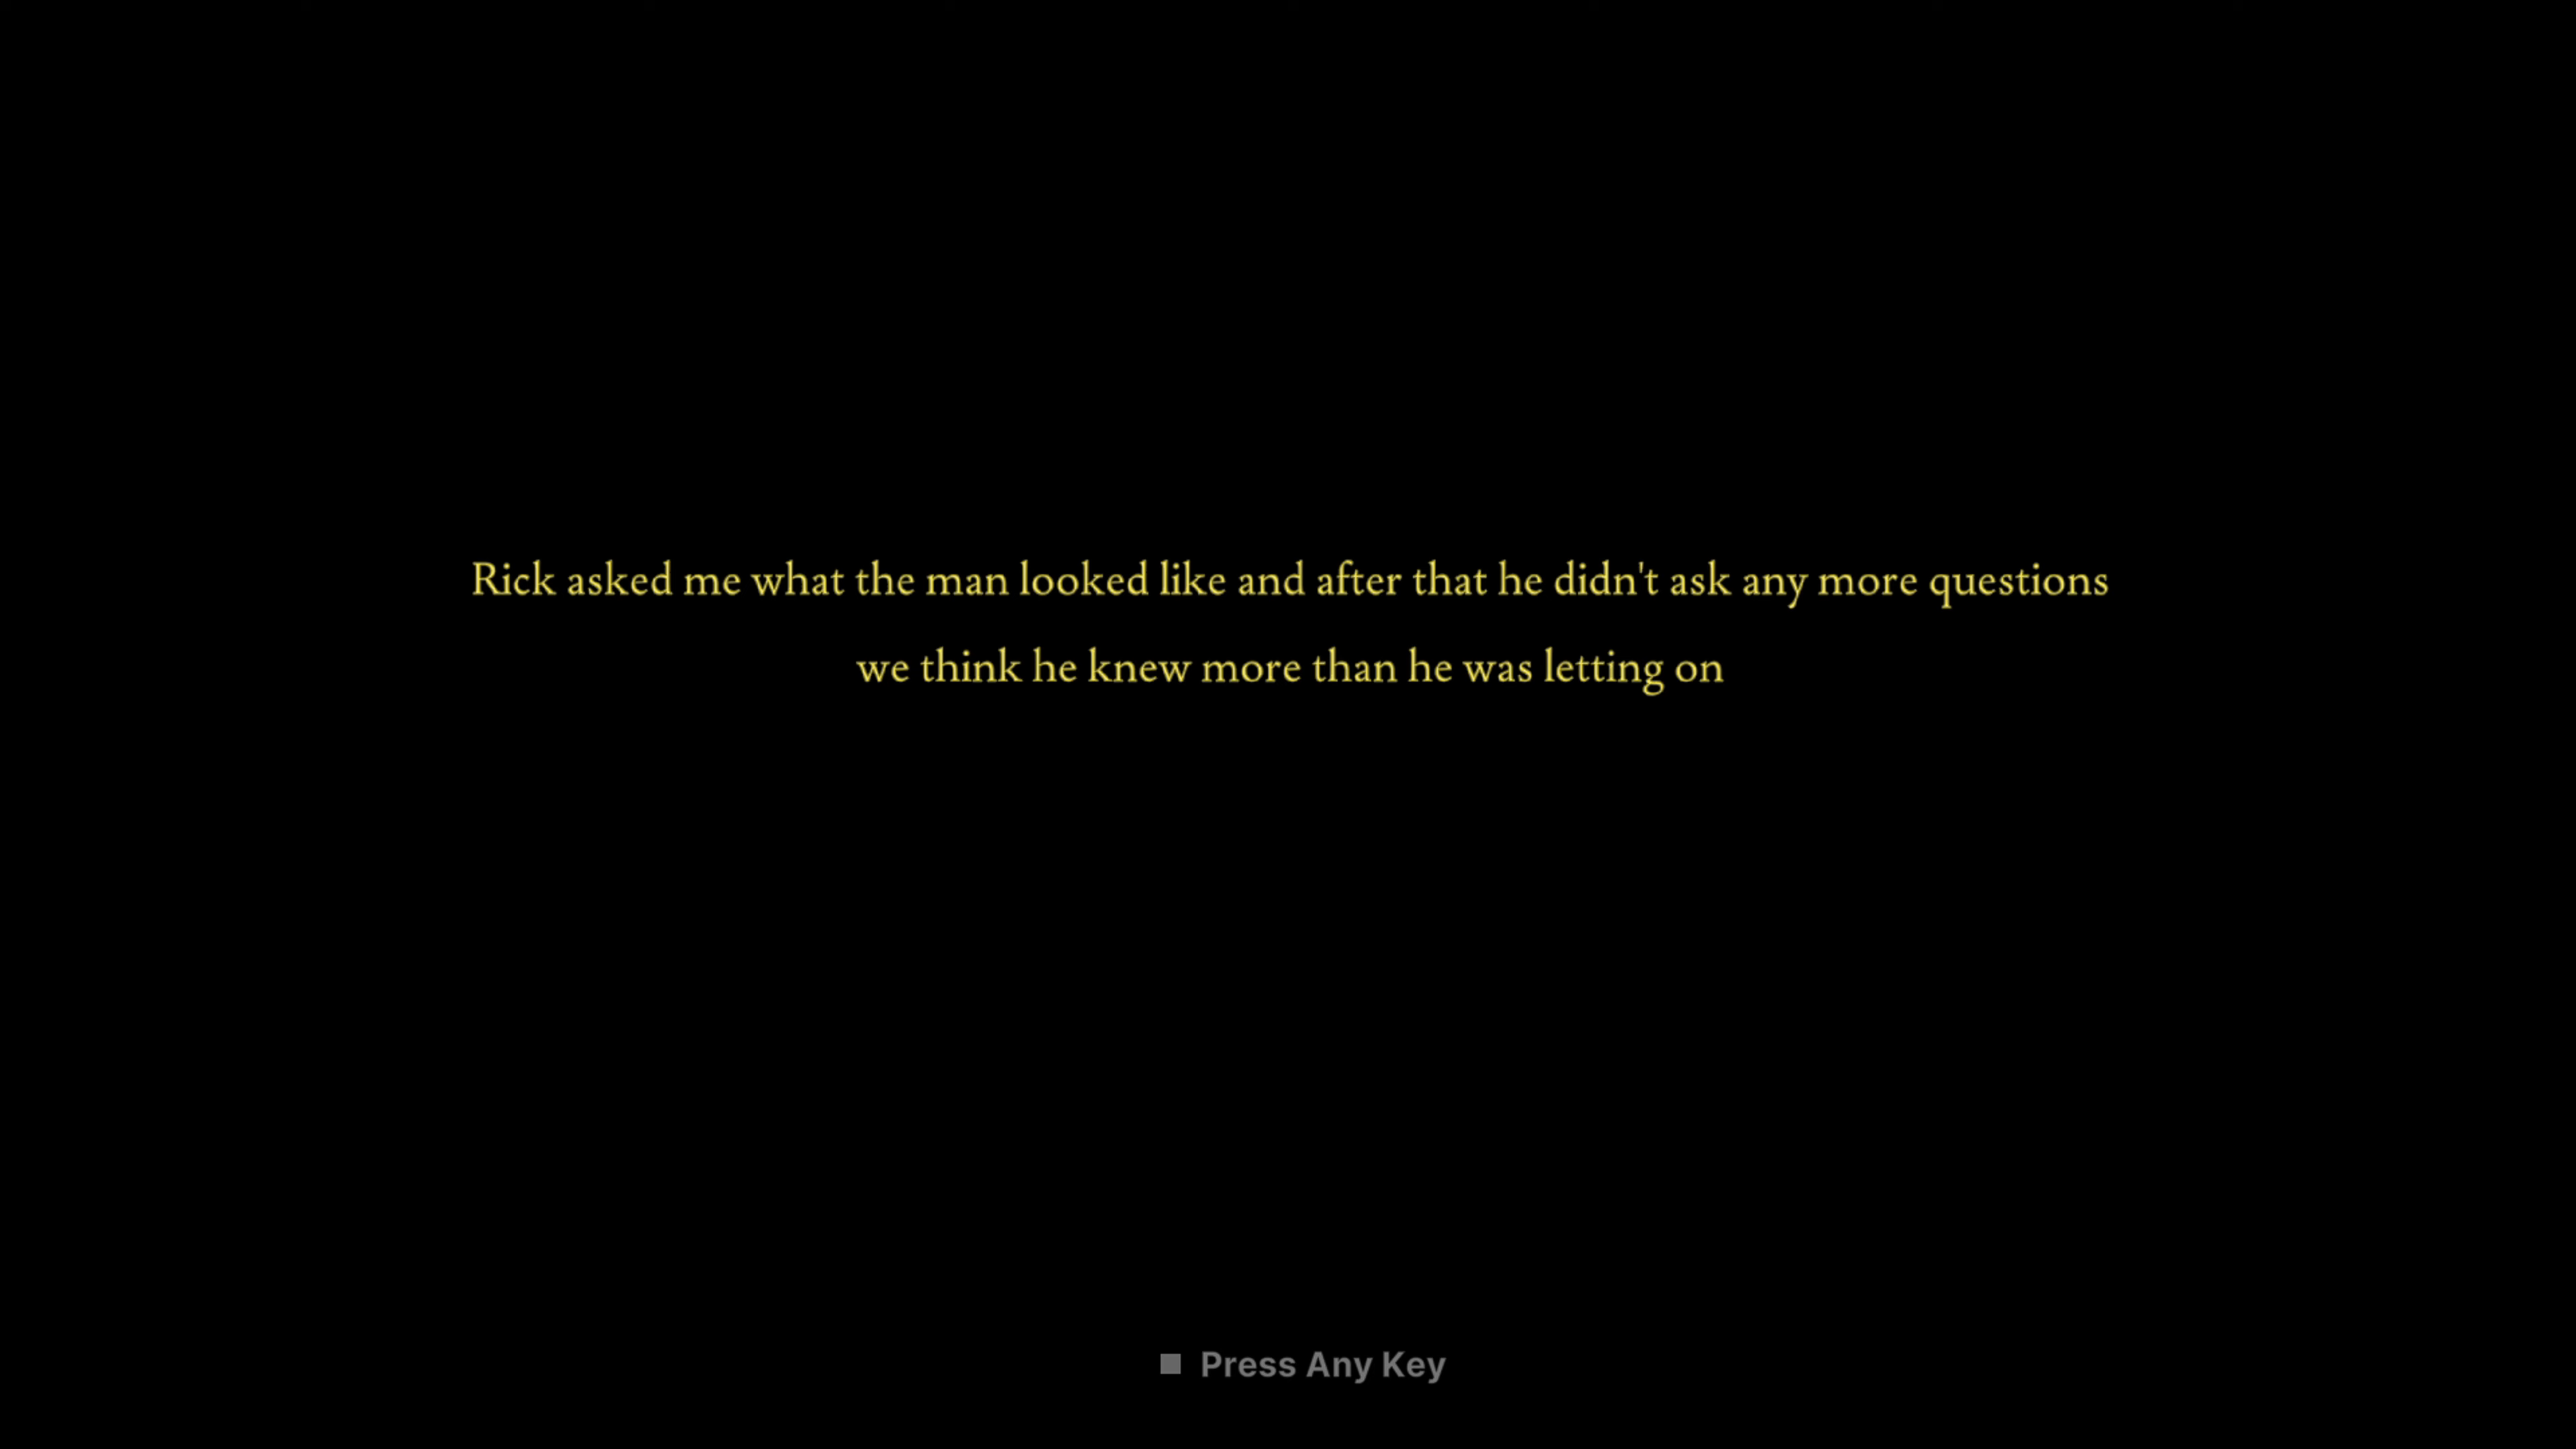 Rick asked me what the man looked like and after that he didn't ask any more questions
we think he knew more than he was letting on
Press Any Key